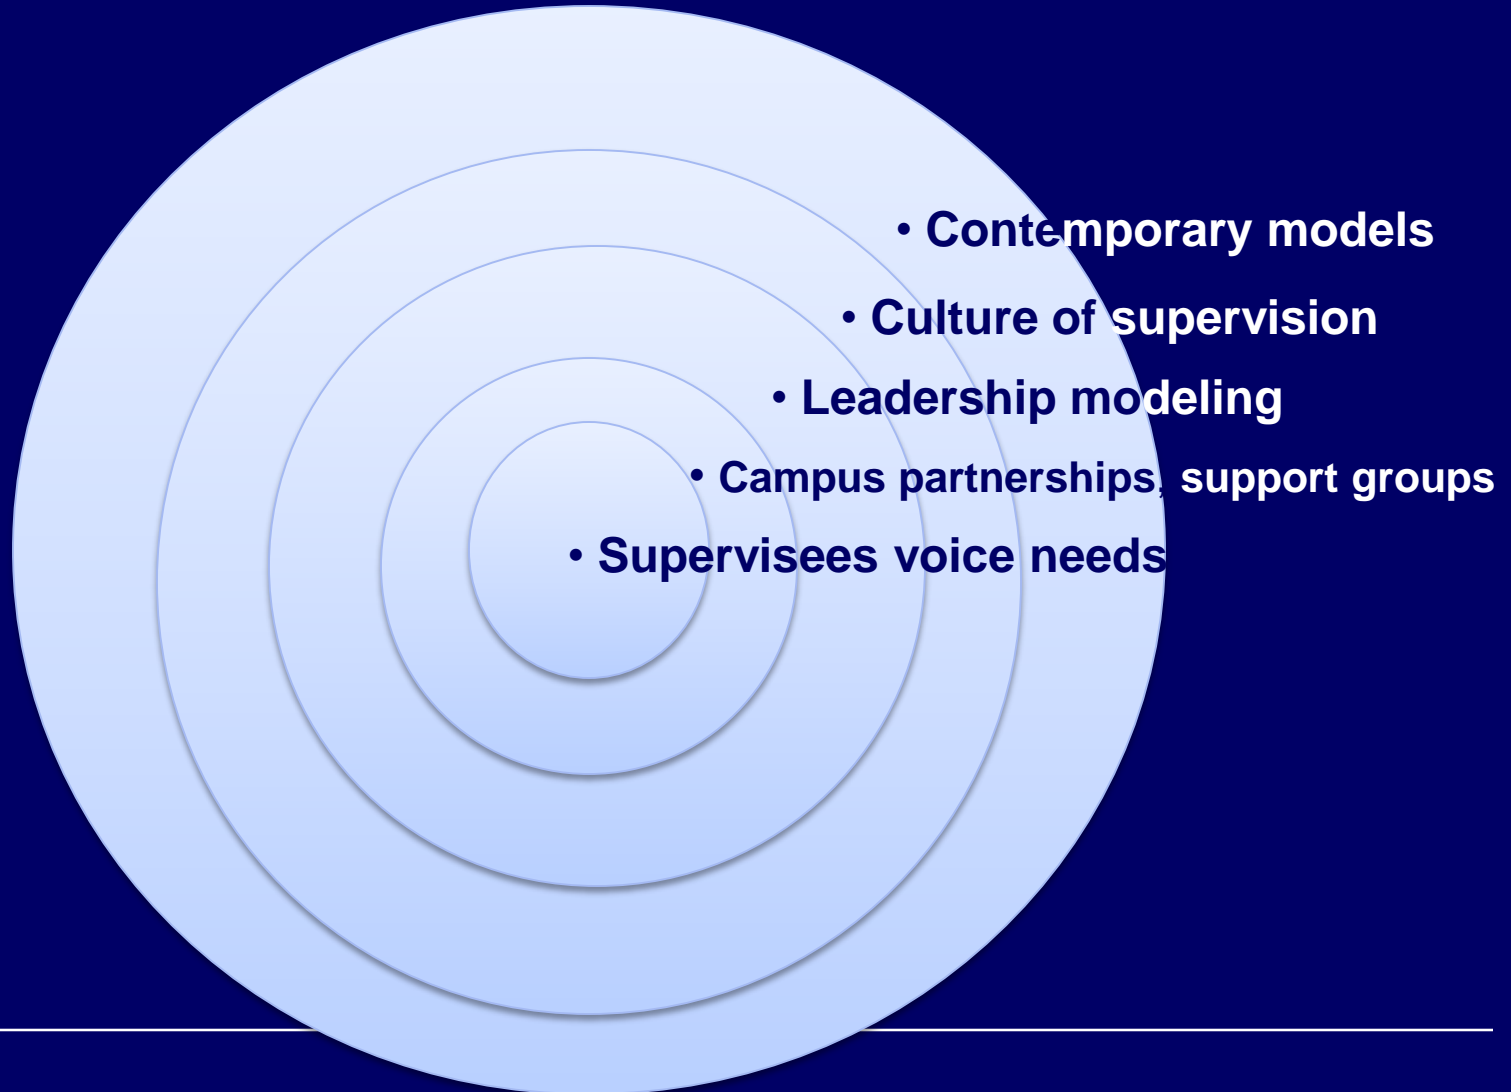 • Contemporary models
• Culture of supervision
• Leadership modeling
• Campus partnerships, support groups
• Supervisees voice needs